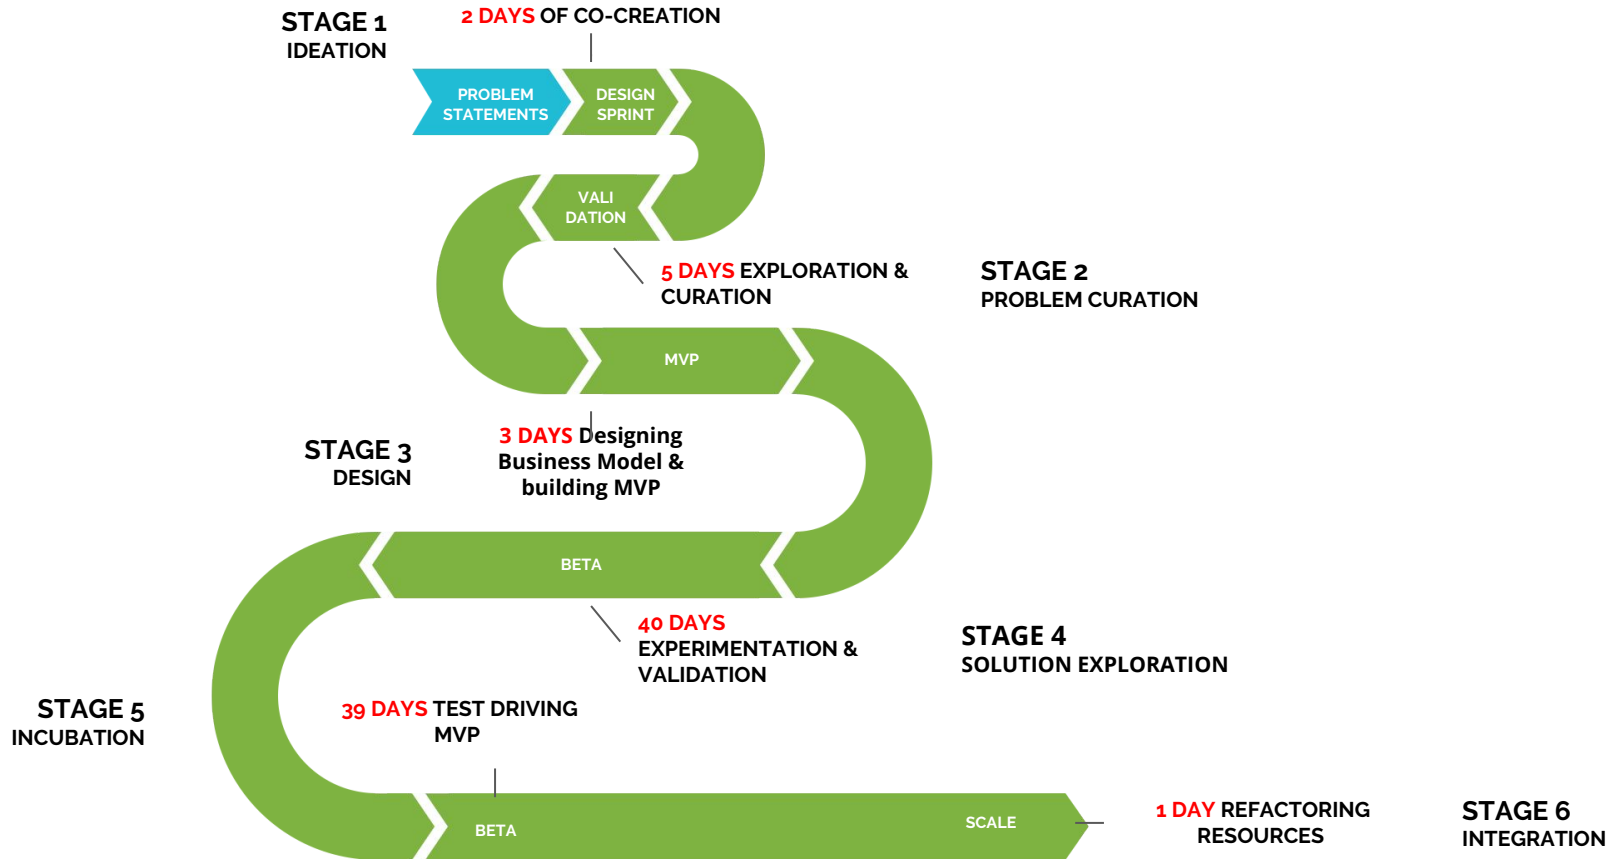 STAGE 1
IDEATION
2 DAYS OF CO-CREATION
PROBLEM
STATEMENTS
DESIGN
SPRINT
VALI
DATION
5 DAYS EXPLORATION &
CURATION
STAGE 2
PROBLEM CURATION
MVP
STAGE 3
DESIGN
3 DAYS Designing
Business Model &
building MVP
BETA
40 DAYS
EXPERIMENTATION &
VALIDATION
STAGE 4
SOLUTION EXPLORATION
STAGE 5
INCUBATION
39 DAYS TEST DRIVING
MVP
BETA
SCALE
1 DAY REFACTORING
RESOURCES
STAGE 6
INTEGRATION